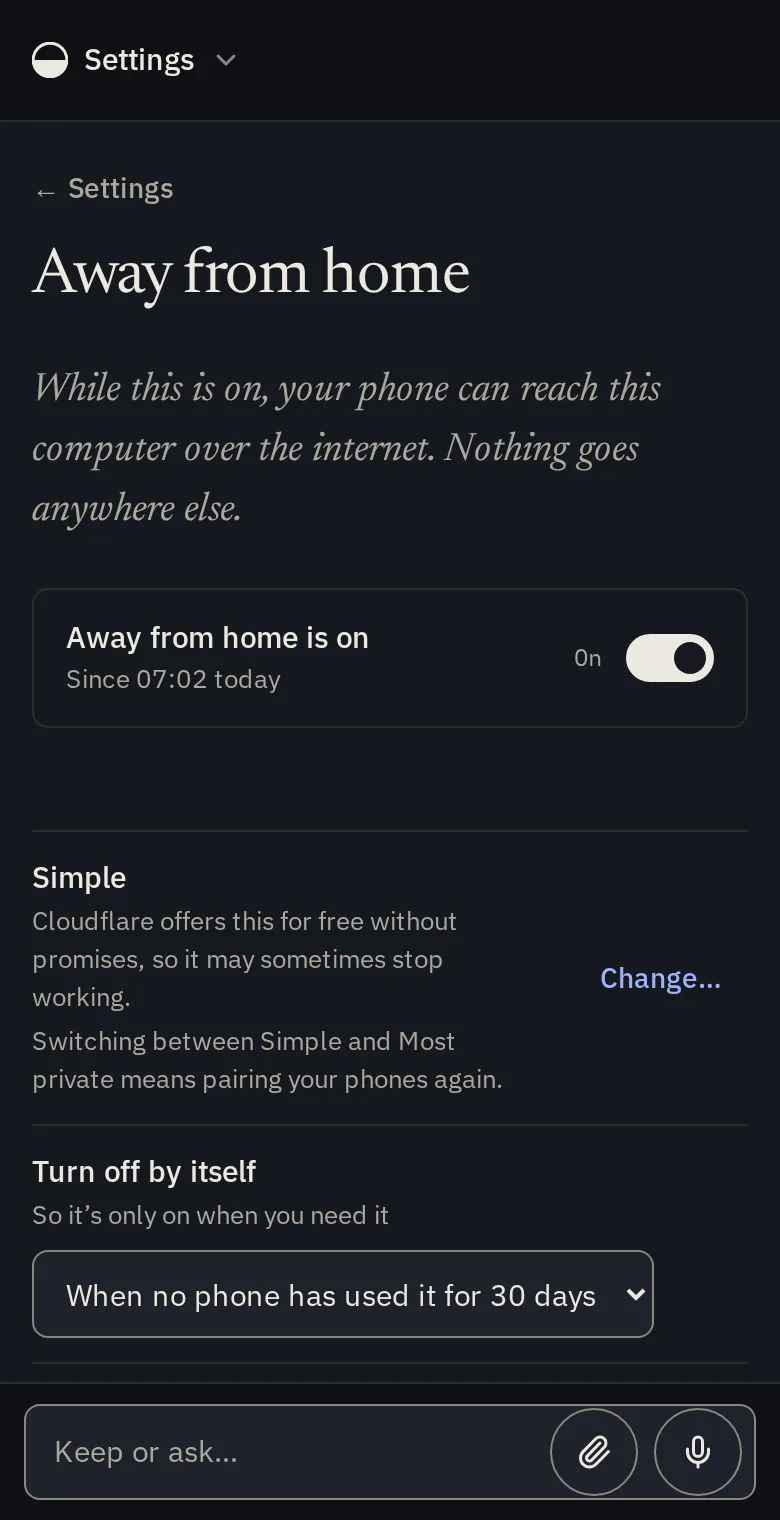 Settings
← Settings
Away from home
While this is on, your phone can reach this
computer over the internet. Nothing goes
anywhere else.
Away from home is on
Since 07:02 today
On
Simple
Cloudflare offers this for free without
promises, so it may sometimes stop
working.
Switching between Simple and Most
private means pairing your phones again.
Change…
Turn off by itself
So it’s only on when you need it
When no phone has used it for 30 days
Keep or ask…